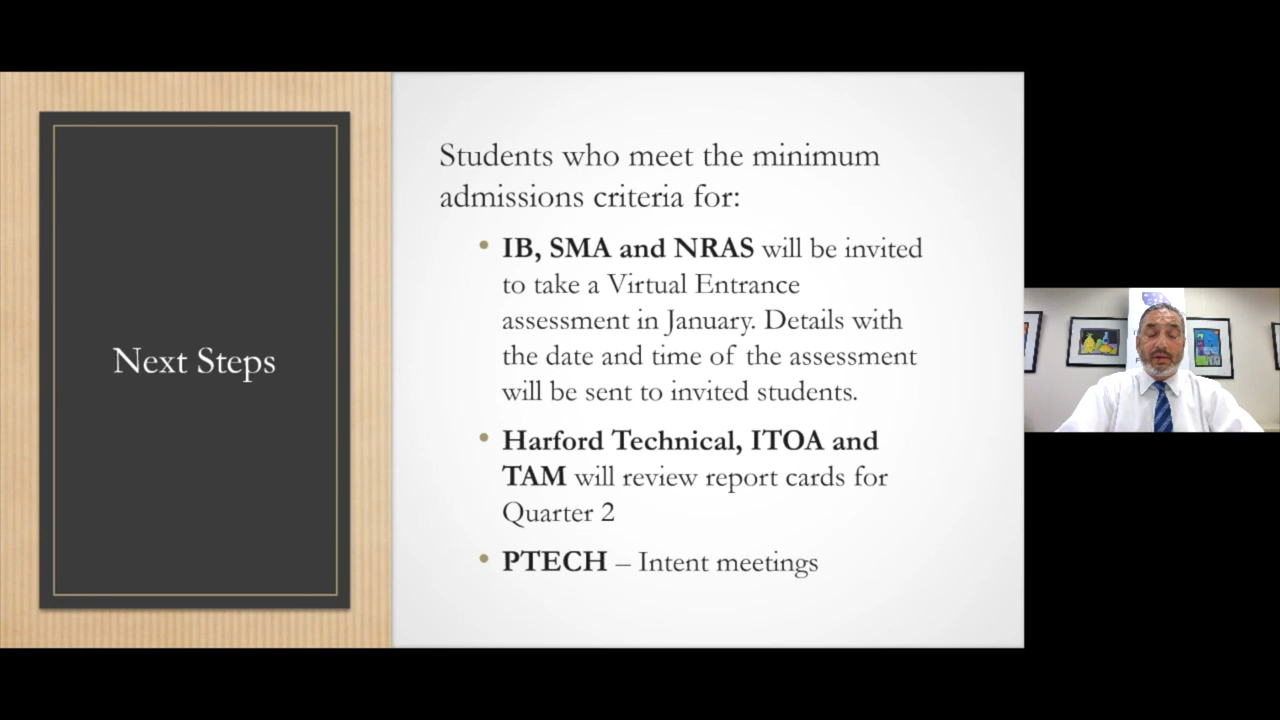 Next Steps
Students who meet the minimum
admissions criteria for:
• IB, SMA and NRAS will be invited
to take a Virtual Entrance
assessment in January. Details with
the date and time of the assessment
will be sent to invited students.
• Harford Technical, ITOA and
TAM will review report cards for
Quarter 2
• PTECH – Intent meetings